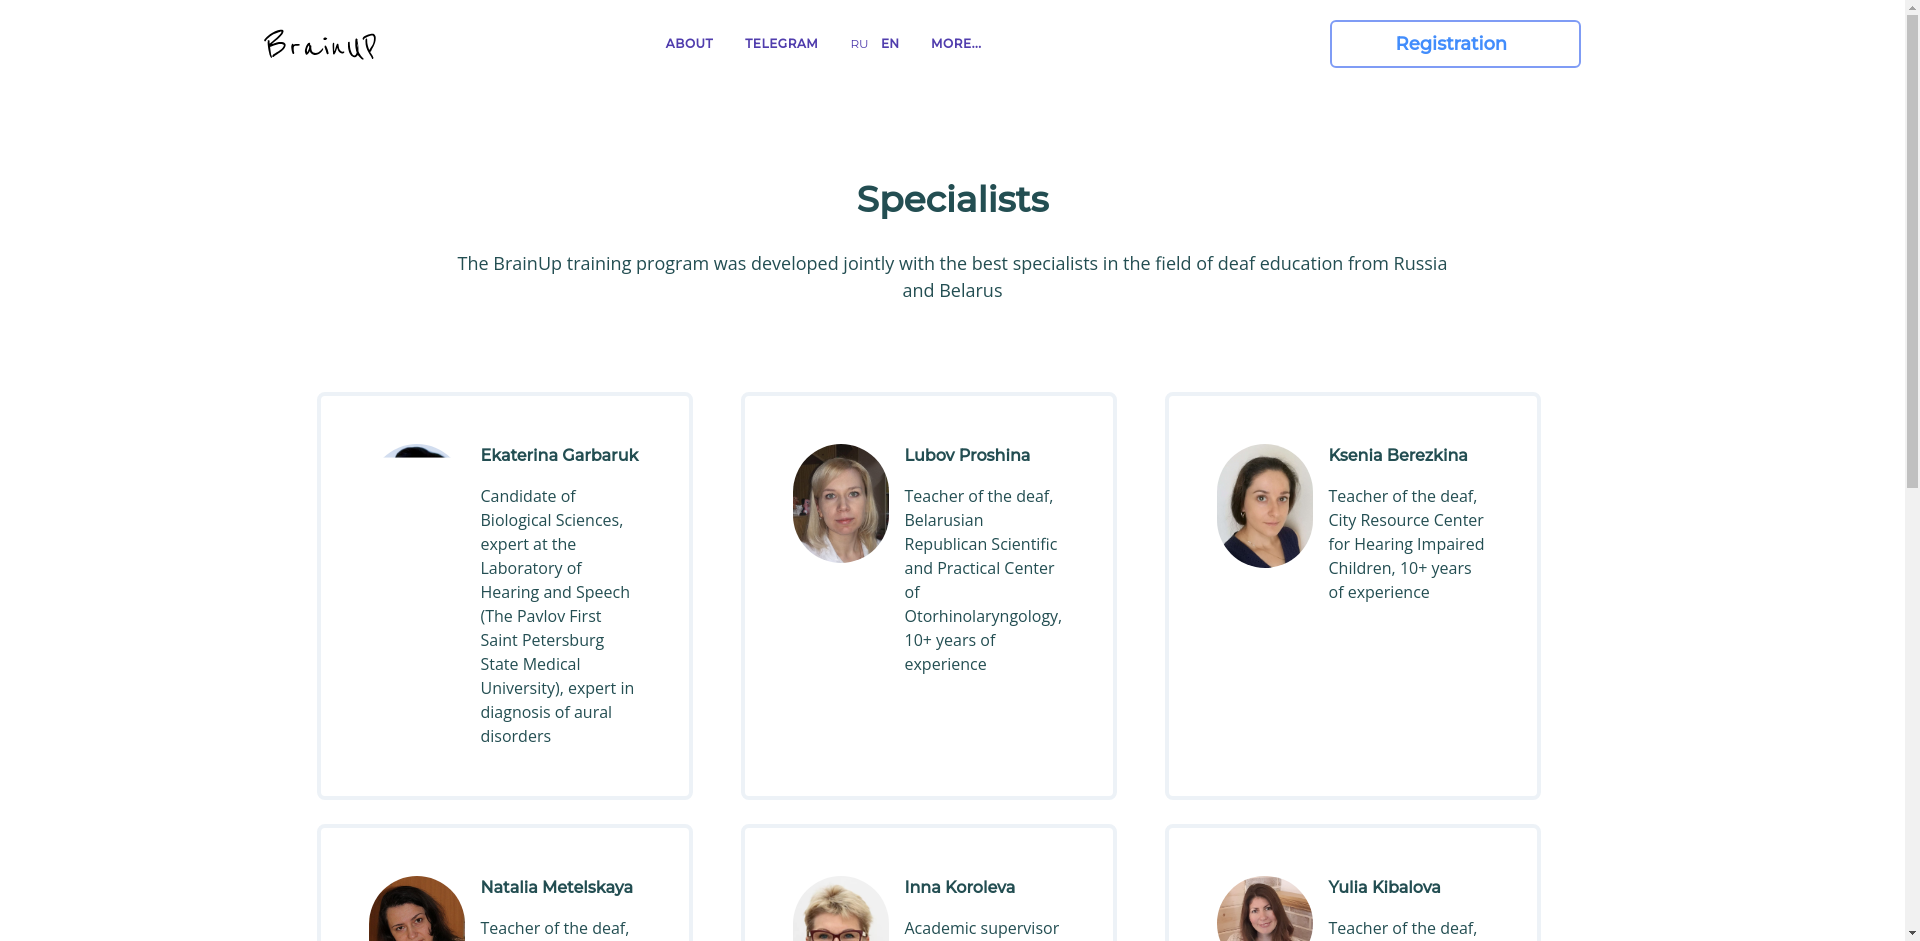 BrainUP
ABOUT
TELEGRAM
RU
EN
MORE...
Registration
Specialists
The BrainUp training program was developed jointly with the best specialists in the field of deaf education from Russia
and Belarus
Ekaterina Garbaruk
Candidate of
Biological Sciences,
expert at the
Laboratory of
Hearing and Speech
(The Pavlov First
Saint Petersburg
State Medical
University), expert in
diagnosis of aural
disorders
Lubov Proshina
Teacher of the deaf,
Belarusian
Republican Scientific
and Practical Center
of
Otorhinolaryngology,
10+ years of
experience
Ksenia Berezkina
Teacher of the deaf,
City Resource Center
for Hearing Impaired
Children, 10+ years
of experience
Natalia Metelskaya
Teacher of the deaf,
Inna Koroleva
Academic supervisor
Yulia Kibalova
Teacher of the deaf,